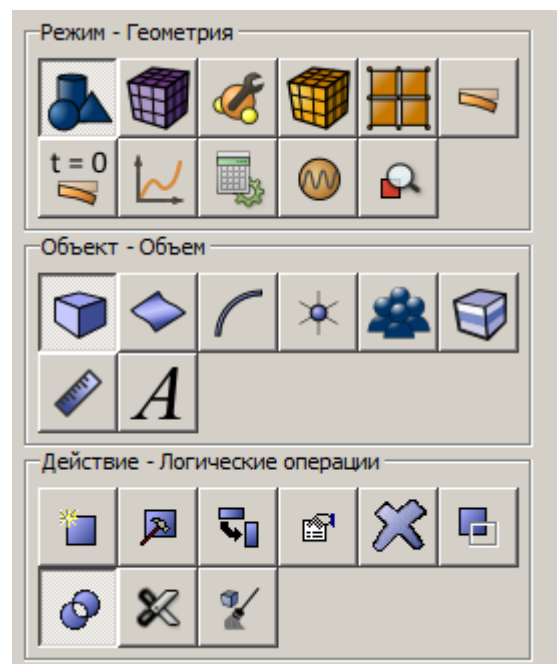 Режим - Геометрия
t = 0
Объект - Объем
A
Действие - Логические операции